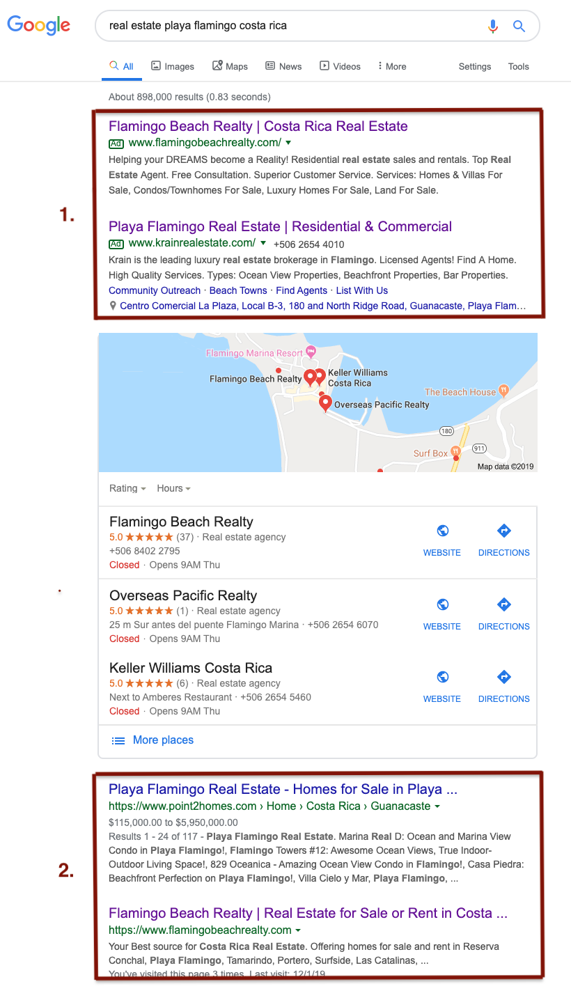 Google
real estate playa flamingo costa rica
All Images Maps News Videos More Settings Tools
About 898,000 results (0.83 seconds)
1.
Flamingo Beach Realty | Costa Rica Real Estate
Ad www.flamingobeachrealty.com/
Helping your DREAMS become a Reality! Residential real estate sales and rentals. Top Real
Estate Agent. Free Consultation. Superior Customer Service. Services: Homes & Villas For
Sale, Condos/Townhomes For Sale, Luxury Homes For Sale, Land For Sale.
Playa Flamingo Real Estate | Residential & Commercial
Ad www.krainrealestate.com/ +506 2654 4010
Krain is the leading luxury real estate brokerage in Flamingo. Licensed Agents! Find A Home.
High Quality Services. Types: Ocean View Properties, Beachfront Properties, Bar Properties.
Community Outreach · Beach Towns · Find Agents · List With Us
Centro Comercial La Plaza, Local B-3, 180 and North Ridge Road, Guanacaste, Playa Flam…
Flamingo Marina Resort
Flamingo Beach Realty
Keller Williams
Costa Rica
Overseas Pacific Realty
The Beach House
180
911
Surf Box
Map data ©2019
Rating Hours
Flamingo Beach Realty
5.0 (37) · Real estate agency
+506 8402 2795
Closed · Opens 9AM Thu
WEBSITE DIRECTIONS
Overseas Pacific Realty
5.0 (1) · Real estate agency
25 m Sur antes del puente Flamingo Marina · +506 2654 6070
Closed · Opens 9AM Thu
WEBSITE DIRECTIONS
Keller Williams Costa Rica
5.0 (6) · Real estate agency
Next to Amberes Restaurant · +506 2654 5460
Closed · Opens 9AM Thu
WEBSITE DIRECTIONS
More places
2.
Playa Flamingo Real Estate - Homes for Sale in Playa ...
https://www.point2homes.com › Home › Costa Rica › Guanacaste
$115,000.00 to $5,950,000.00
Results 1 - 24 of 117 - Playa Flamingo Real Estate. Marina Real D: Ocean and Marina View
Condo in Playa Flamingo!, Flamingo Towers #12: Awesome Ocean Views, True Indoor-
Outdoor Living Space!, 829 Oceanica - Amazing Ocean View Condo in Flamingo!, Casa Piedra:
Beachfront Perfection on Playa Flamingo!, Villa Cielo y Mar, Playa Flamingo, ...
Flamingo Beach Realty | Real Estate for Sale or Rent in Costa ...
https://www.flamingobeachrealty.com
Your Best source for Costa Rica Real Estate. Offering homes for sale and rent in Reserva
Conchal, Playa Flamingo, Tamarindo, Portero, Surfside, Las Catalinas, ...
You've visited this page 3 times. Last visit: 12/1/19